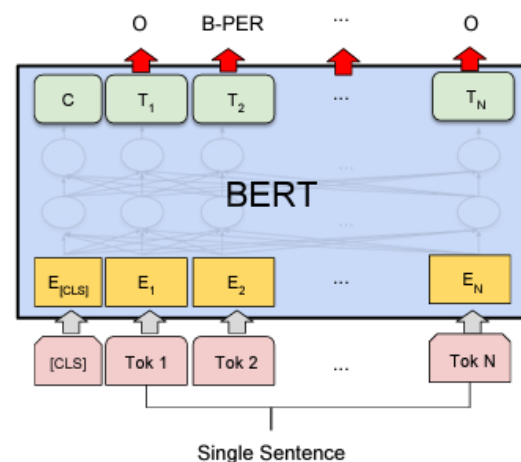 O B-PER ... O
C T1 T2 ... TN
...
BERT
...
E[CLS] E1 E2 ... EN
[CLS] Tok 1 Tok 2 ... Tok N
Single Sentence